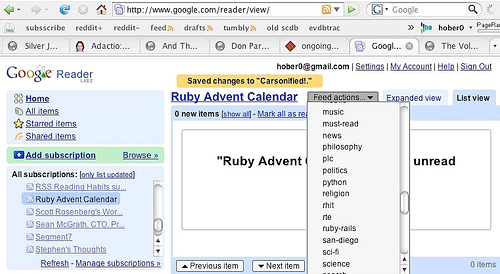 http://www.google.com/reader/view/
Google
subsscribe reddit+ reddit- feed drafts tumbly old scdb evdbtrac » hober0 PageRa
Silver J... Adactio:... And Th... Don Par... ongoing... Googl... The Vol...
hober0@gmail.com | Settings | My Account | Help | Sign Out
Google Reader
LABS
Saved changes to "Carsonified!."
Home
All items
Starred items
Shared items
Add subscription Browse »
All subscriptions: [only list updated]
RSS Reading Habits su...
Ruby Advent Calendar
Scott Rosenberg's Wor...
Sean McGrath, CTO, Pr...
Segment7
Stephen's Thoughts
Refresh - Manage subscriptions »
Ruby Advent Calendar Feed actions... Expanded view List view
0 new items [show all] - Mark all as rea
"Ruby Advent unread
music
must-read
news
philosophy
plc
politics
python
religion
rhit
rte
ruby-rails
san-diego
sci-fi
science
Previous item Next item 0 items